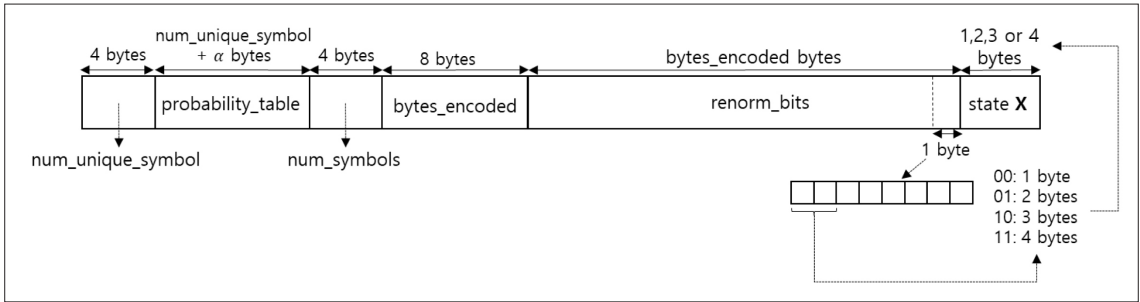 num_unique_symbol
4 bytes
+ α bytes
4 bytes
8 bytes
bytes_encoded bytes
1,2,3 or 4
bytes
probability_table
bytes_encoded
renorm_bits
state X
num_unique_symbol
num_symbols
1 byte
00: 1 byte
01: 2 bytes
10: 3 bytes
11: 4 bytes